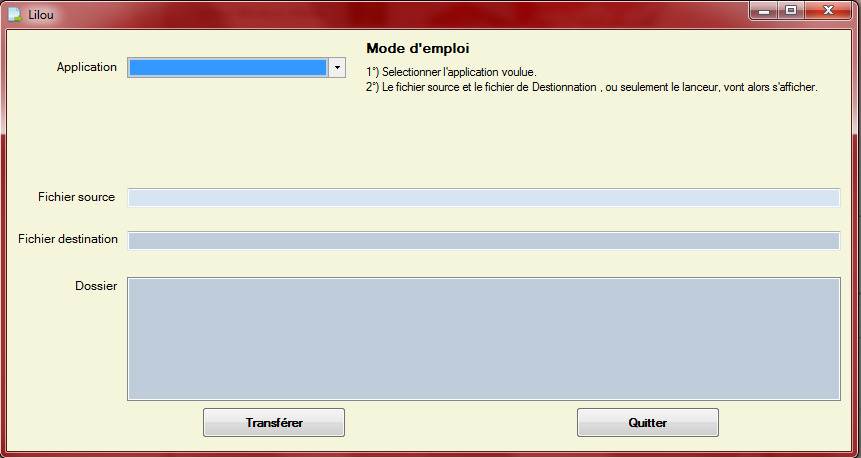 Lilou
Application
Mode d'emploi
1°) Selectionner l'application voulue.
2°) Le fichier source et le fichier de Destionnation , ou seulement le lanceur, vont alors s'afficher.
Fichier source
Fichier destination
Dossier
Transférer
Quitter